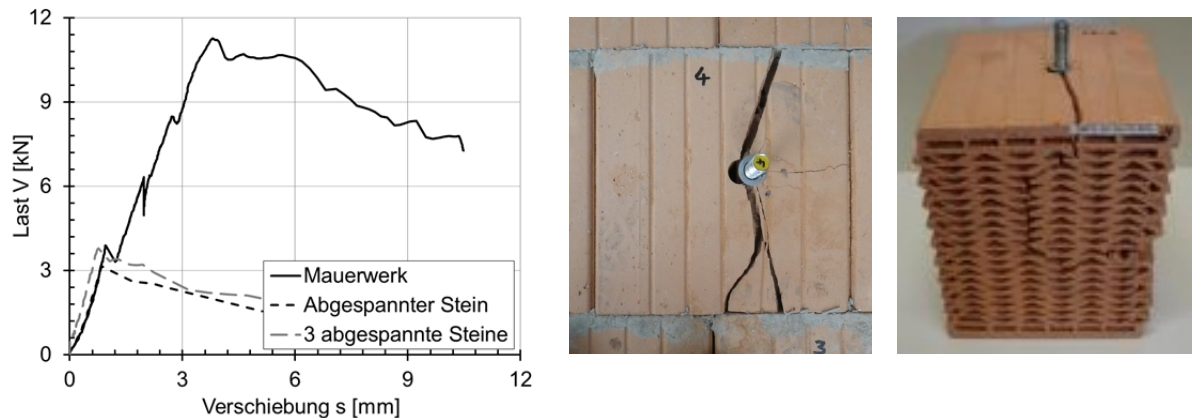 12
9
6
3
0
Last V [kN]
Mauerwerk
Abgespannter Stein
3 abgespannte Steine
0
3
6
9
12
Verschiebung s [mm]
4
3